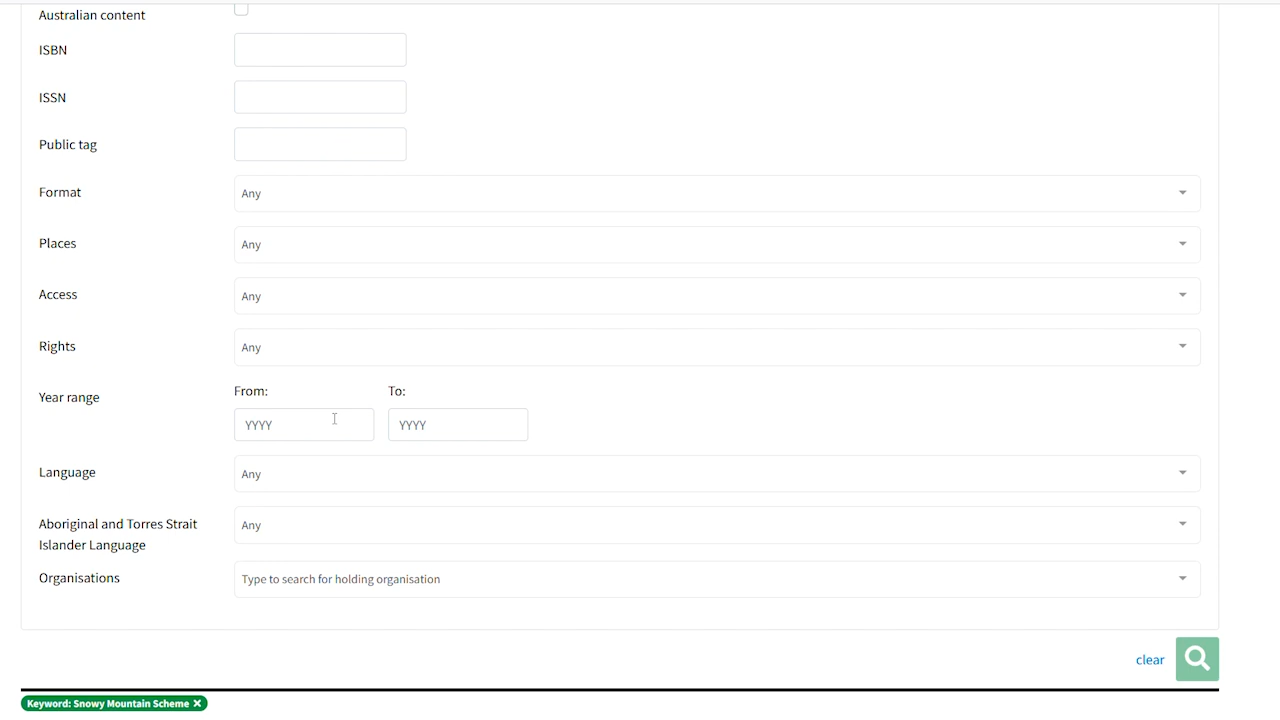 Australian content
ISBN
ISSN
Public tag
Format
Any
Places
Any
Access
Any
Rights
Any
Year range
From:
To:
YYYY
YYYY
Language
Any
Aboriginal and Torres Strait
Islander Language
Any
Organisations
Type to search for holding organisation
clear
Keyword: Snowy Mountain Scheme ×